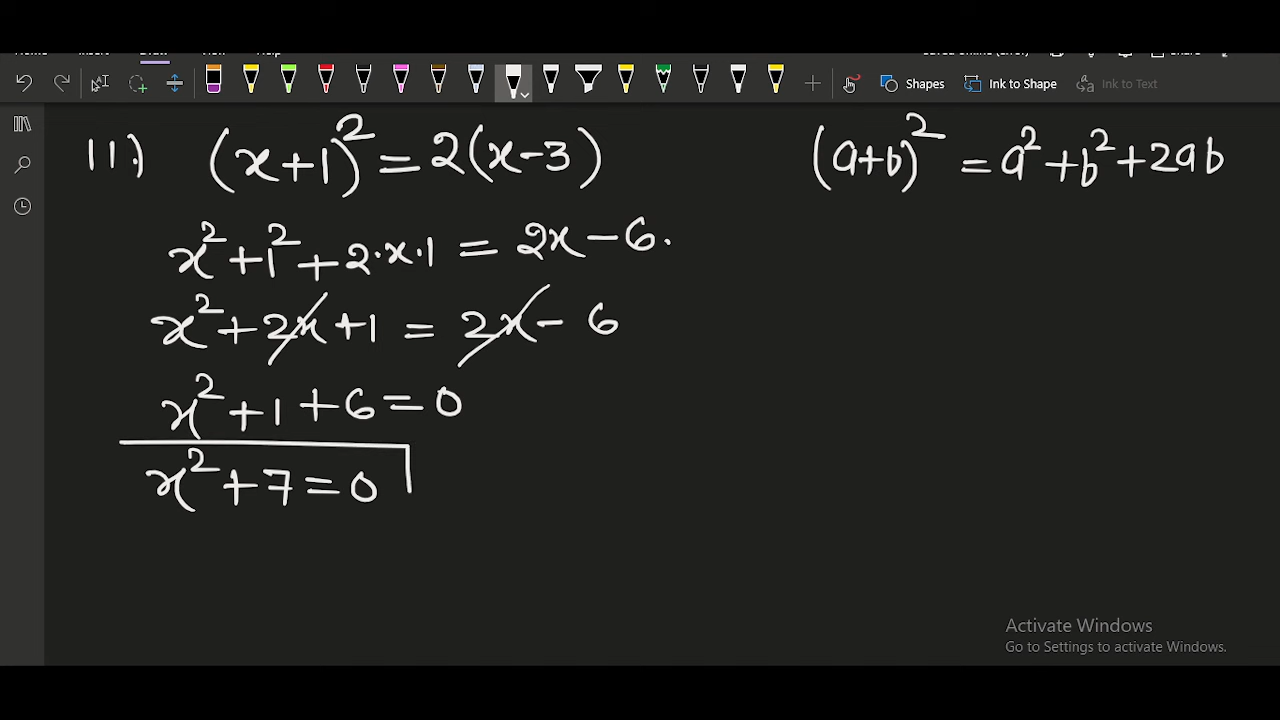 Ink to Shape
Shapes
Ink to Text
11.) (x+1)² = 2(x-3)
(a+b)² = a² + b² + 2ab
x² + 1² + 2·x·1 = 2x - 6.
x² + 2x + 1 = 2x - 6
x² + 1 + 6 = 0
x² + 7 = 0
Activate Windows
Go to Settings to activate Windows.